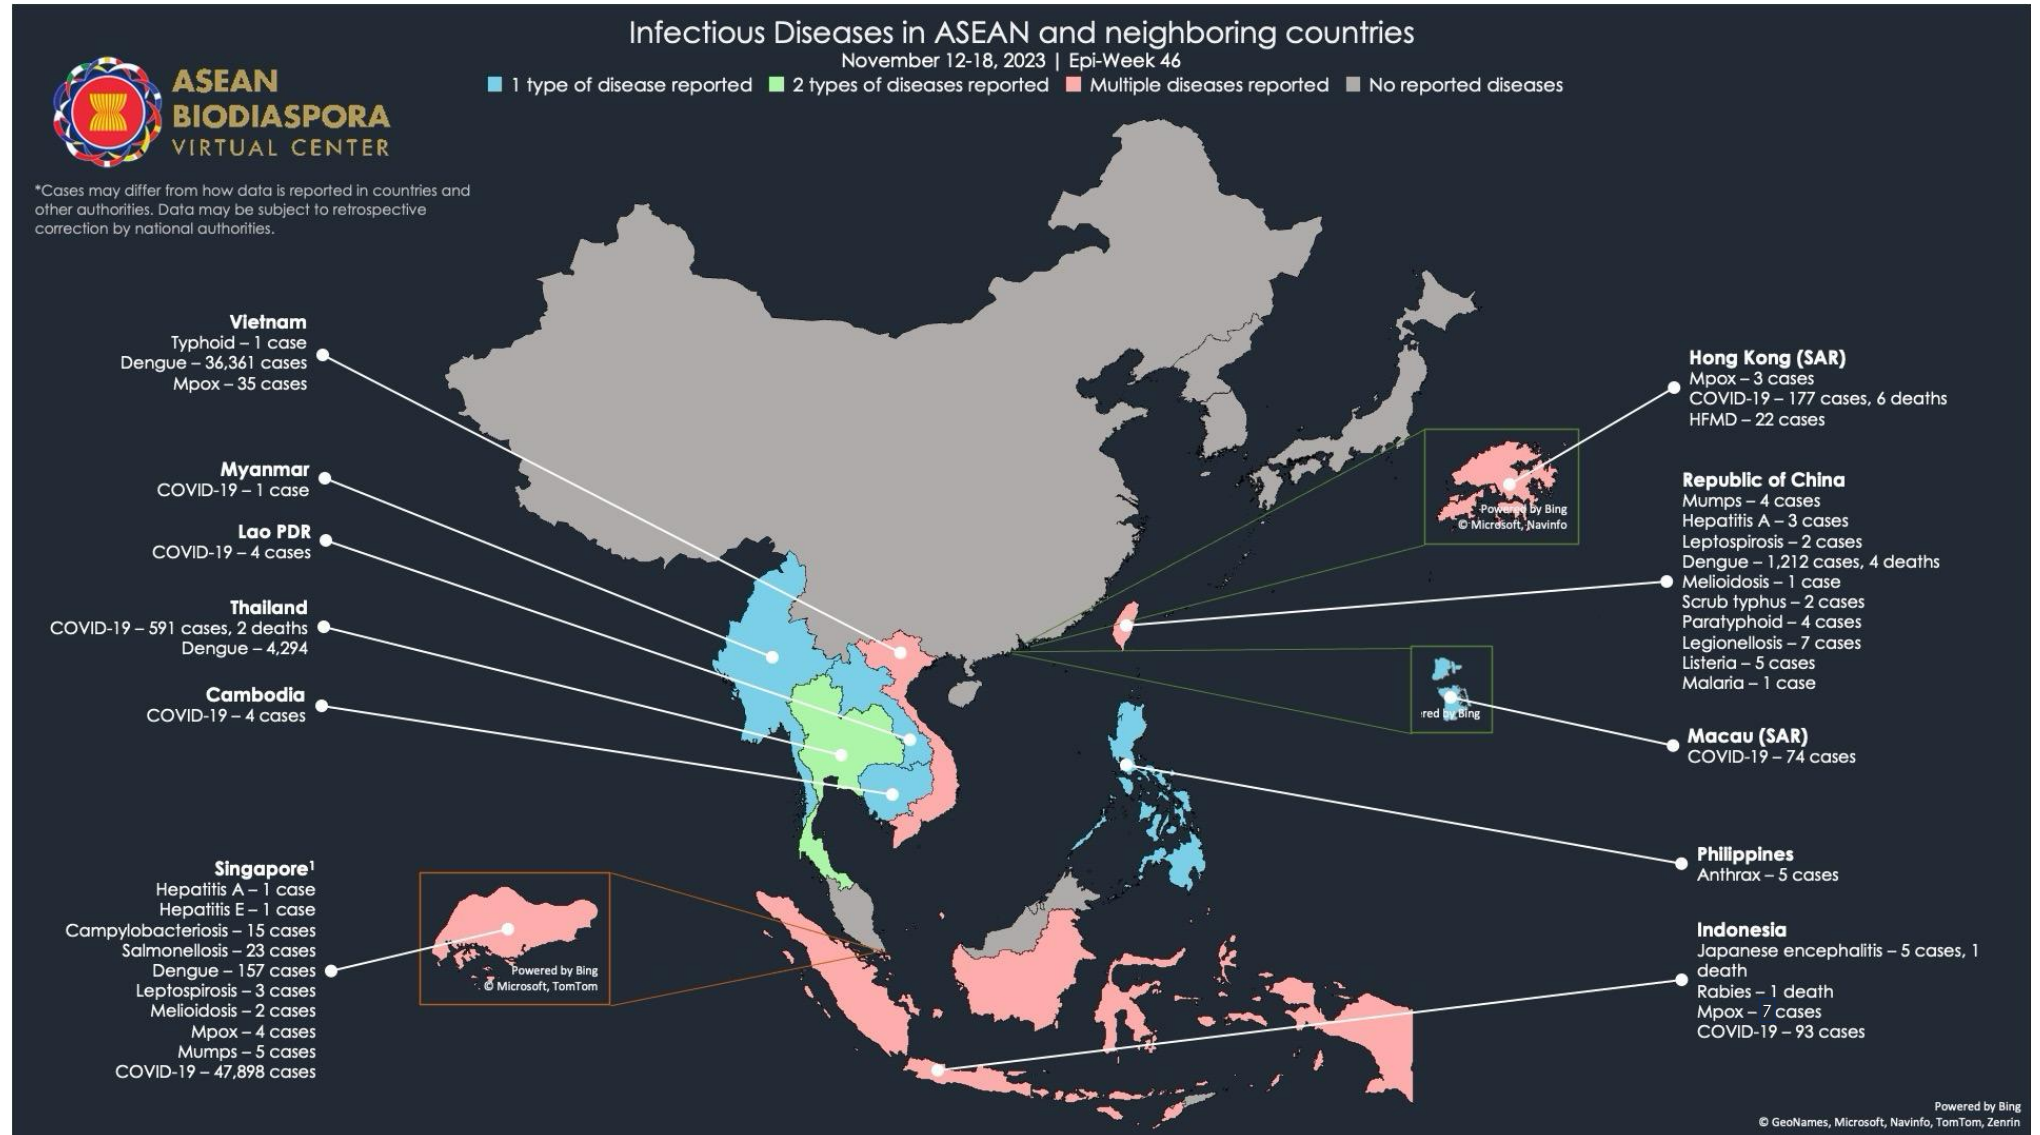 Infectious Diseases in ASEAN and neighboring countries
November 12-18, 2023 | Epi-Week 46
1 type of disease reported
2 types of diseases reported
Multiple diseases reported
No reported diseases
ASEAN
BIODIASPORA
VIRTUAL CENTER
*Cases may differ from how data is reported in countries and
other authorities. Data may be subject to retrospective
correction by national authorities.
Vietnam
Typhoid – 1 case
Dengue – 36,361 cases
Mpox – 35 cases
Myanmar
COVID-19 – 1 case
Lao PDR
COVID-19 – 4 cases
Thailand
COVID-19 – 591 cases, 2 deaths
Dengue – 4,294
Cambodia
COVID-19 – 4 cases
Singapore¹
Hepatitis A – 1 case
Hepatitis E – 1 case
Campylobacteriosis – 15 cases
Salmonellosis – 23 cases
Dengue – 157 cases
Leptospirosis – 3 cases
Melioidosis – 2 cases
Mpox – 4 cases
Mumps – 5 cases
COVID-19 – 47,898 cases
Powered by Bing
© Microsoft, TomTom
Powered by Bing
© Microsoft, Navinfo
red by Bing
Hong Kong (SAR)
Mpox – 3 cases
COVID-19 – 177 cases, 6 deaths
HFMD – 22 cases
Republic of China
Mumps – 4 cases
Hepatitis A – 3 cases
Leptospirosis – 2 cases
Dengue – 1,212 cases, 4 deaths
Melioidosis – 1 case
Scrub typhus – 2 cases
Paratyphoid – 4 cases
Legionellosis – 7 cases
Listeria – 5 cases
Malaria – 1 case
Macau (SAR)
COVID-19 – 74 cases
Philippines
Anthrax – 5 cases
Indonesia
Japanese encephalitis – 5 cases, 1
death
Rabies – 1 death
Mpox – 7 cases
COVID-19 – 93 cases
Powered by Bing
© GeoNames, Microsoft, Navinfo, TomTom, Zenrin